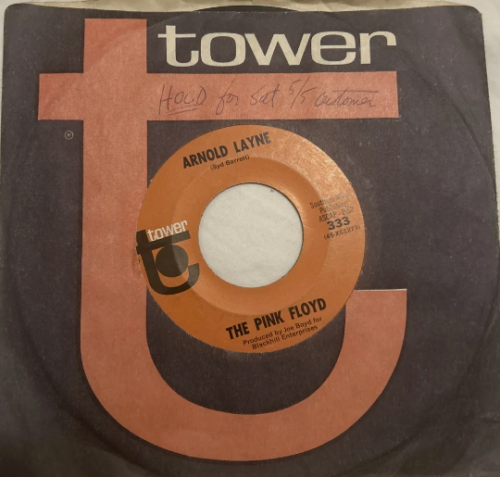 tower
HOLD for Sat 5/5 customer
ARNOLD LAYNE
(Syd Barrett)
tower
ASCAP
333
THE PINK FLOYD
Produced by Joe Boyd for
Blackhill Enterprises